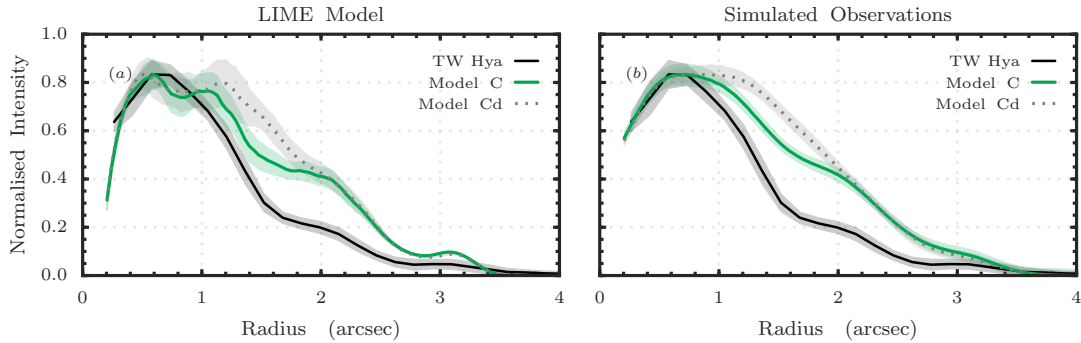 LIME Model
Simulated Observations
Normalised Intensity
1.0
0.8
0.6
0.4
0.2
0.0
(a)
TW Hya
Model C
Model Cd
(b)
TW Hya
Model C
Model Cd
0 1 2 3 4
0 1 2 3 4
Radius (arcsec)
Radius (arcsec)